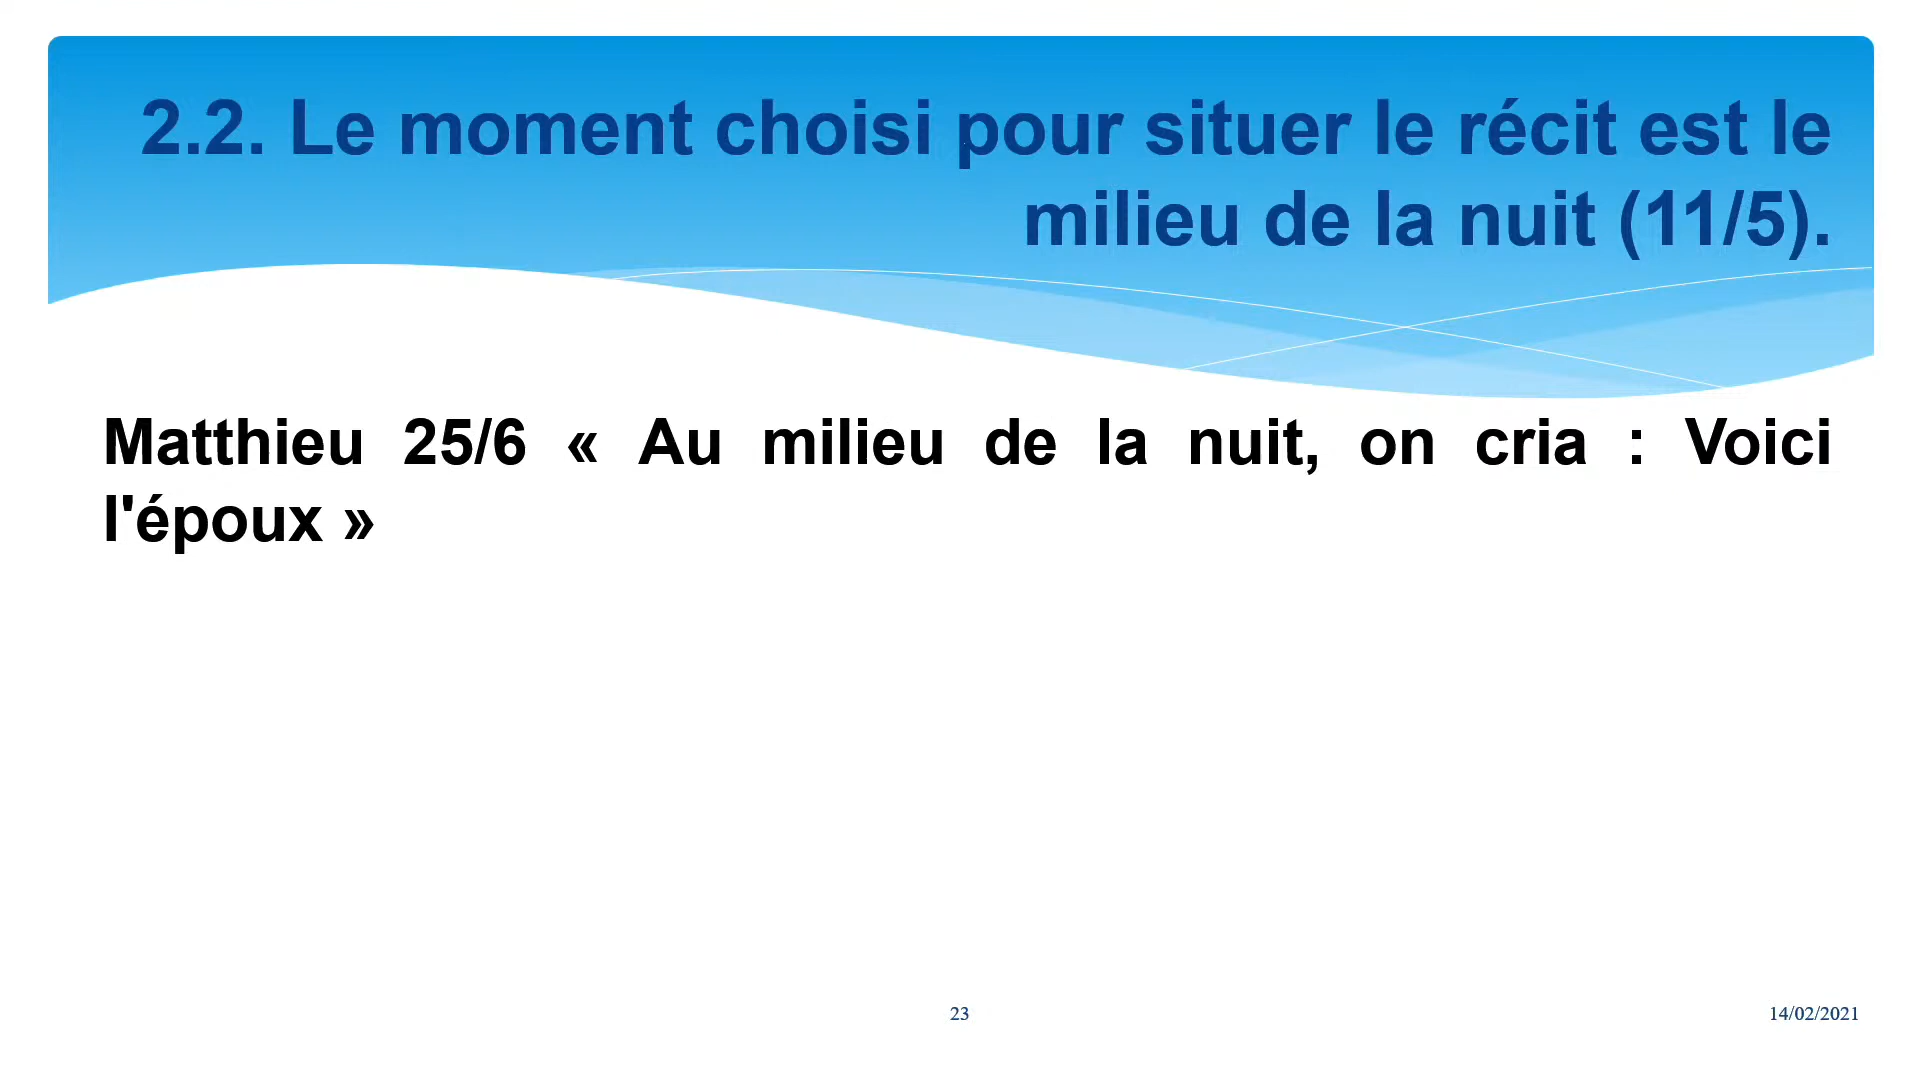 2.2. Le moment choisi pour situer le récit est le
milieu de la nuit (11/5).
Matthieu 25/6 « Au milieu de la nuit, on cria : Voici
l'époux »
23
14/02/2021